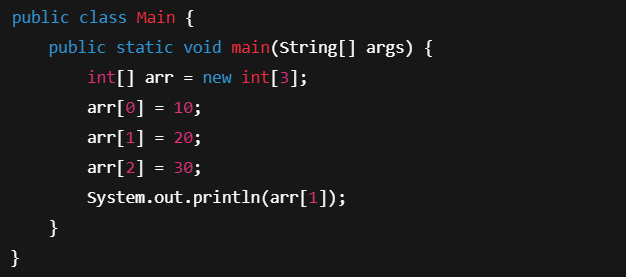 public class Main {
    public static void main(String[] args) {
        int[] arr = new int[3];
        arr[0] = 10;
        arr[1] = 20;
        arr[2] = 30;
        System.out.println(arr[1]);
    }
}